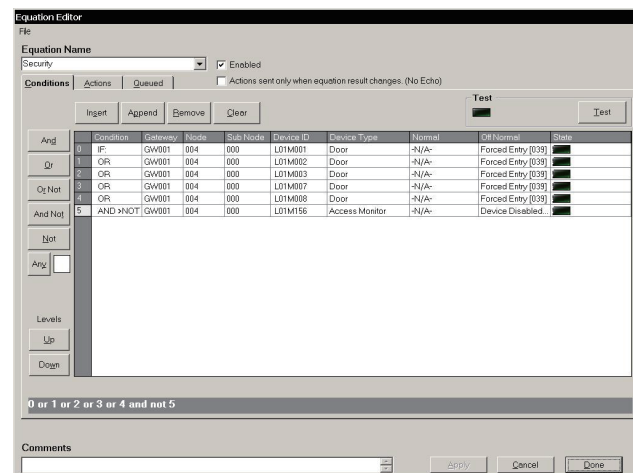 Equation Editor
File
Equation Name
Security
Enabled
Conditions Actions Queued
Actions sent only when equation result changes. (No Echo)
Insert Append Remove Clear
Test
Test
And
Or
Or Not
And Not
Not
Any
Levels
Up
Down
Condition Gateway Node Sub Node Device ID Device Type Normal Off Normal State
0 IF: GW001 004 000 L01M001 Door -N/A- Forced Entry [039]
1 OR GW001 004 000 L01M002 Door -N/A- Forced Entry [039]
2 OR GW001 004 000 L01M003 Door -N/A- Forced Entry [039]
3 OR GW001 004 000 L01M007 Door -N/A- Forced Entry [039]
4 OR GW001 004 000 L01M008 Door -N/A- Forced Entry [039]
5 AND >NOT GW001 004 000 L01M156 Access Monitor -N/A- Device Disabled...
0 or 1 or 2 or 3 or 4 and not 5
Comments
Apply Cancel Done